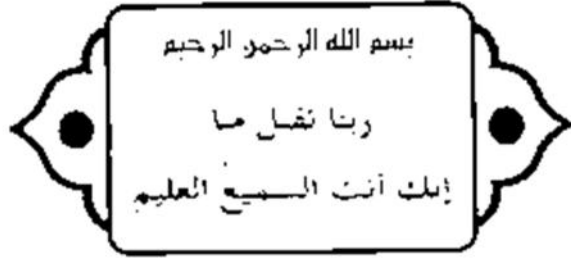 بسم الله الرحمن الرحيم
ربنا تقبل منا
إنك أنت السميع العليم